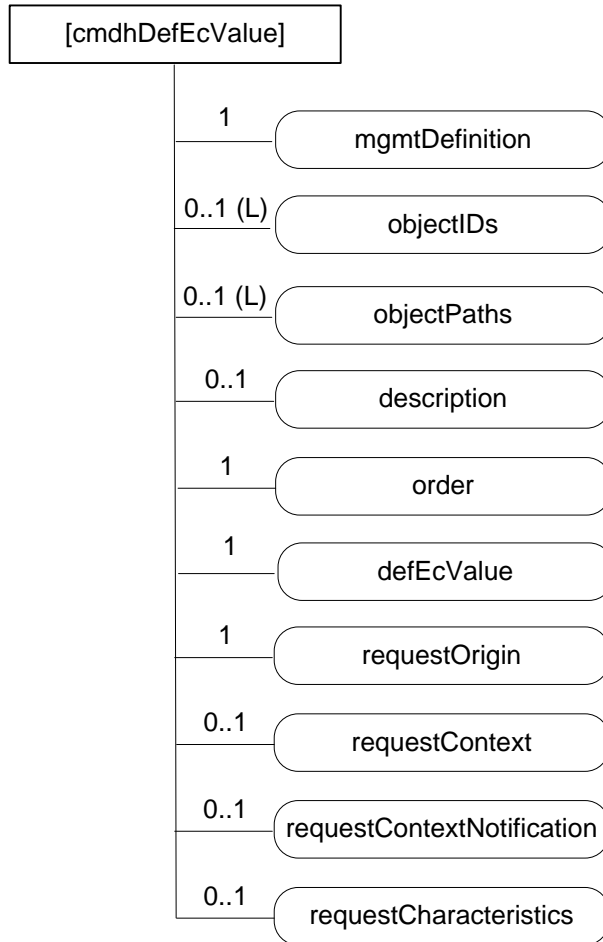 [cmdhDefEcValue]
1
mgmtDefinition
0..1 (L)
objectIDs
0..1 (L)
objectPaths
0..1
description
1
order
1
defEcValue
1
requestOrigin
0..1
requestContext
0..1
requestContextNotification
0..1
requestCharacteristics